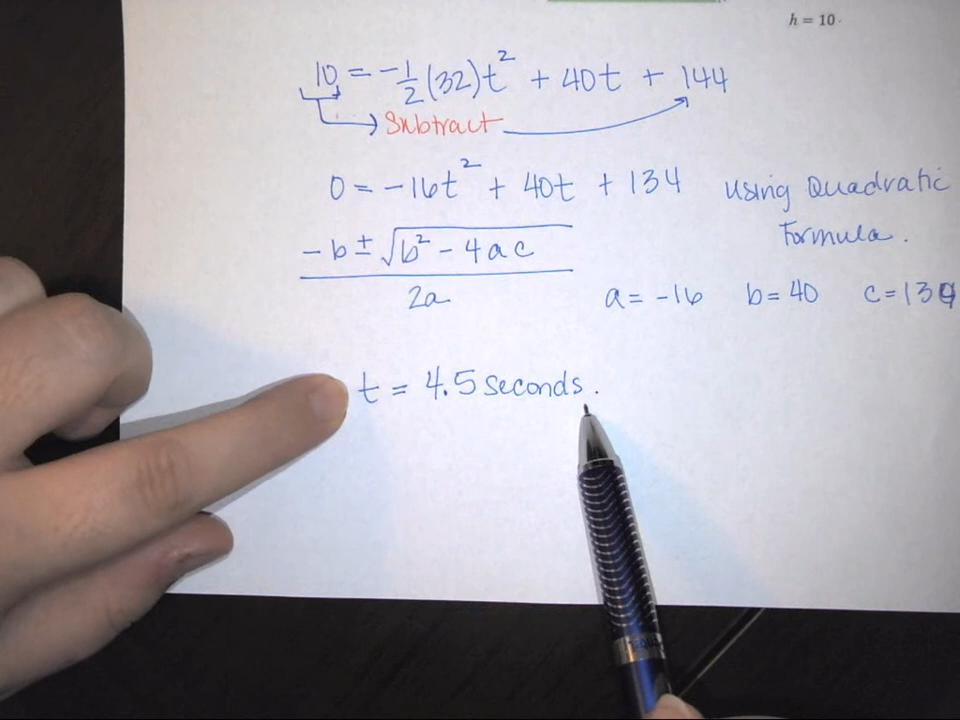 h = 10.
10 = -1/2 (32)t² + 40t + 144
Subtract
0 = -16t² + 40t + 134 using Quadratic
Formula.
-b ± √b² - 4ac
2a
a = -16 b = 40 c = 134
t = 4.5 seconds.